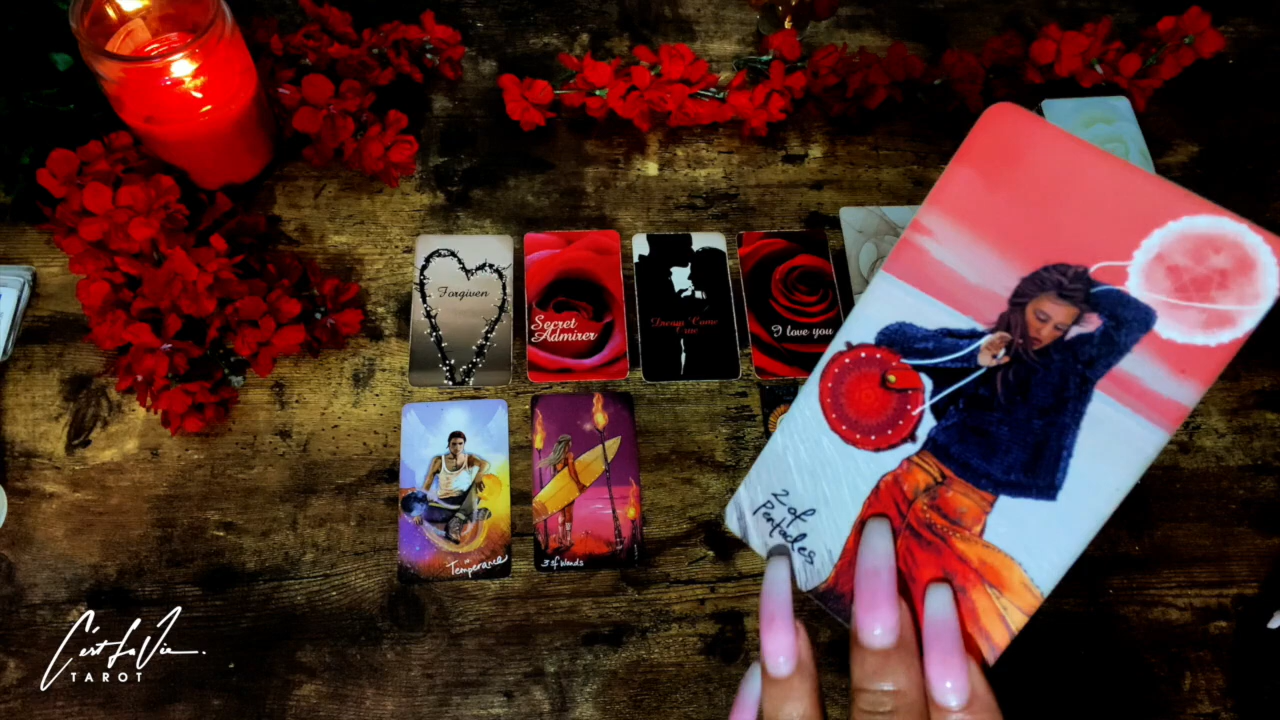 Forgiven
Secret
Admirer
Dream Come
True
I love you
Temperance
3 of Wands
2 of
Pentacles
C'est La Vie
TAROT